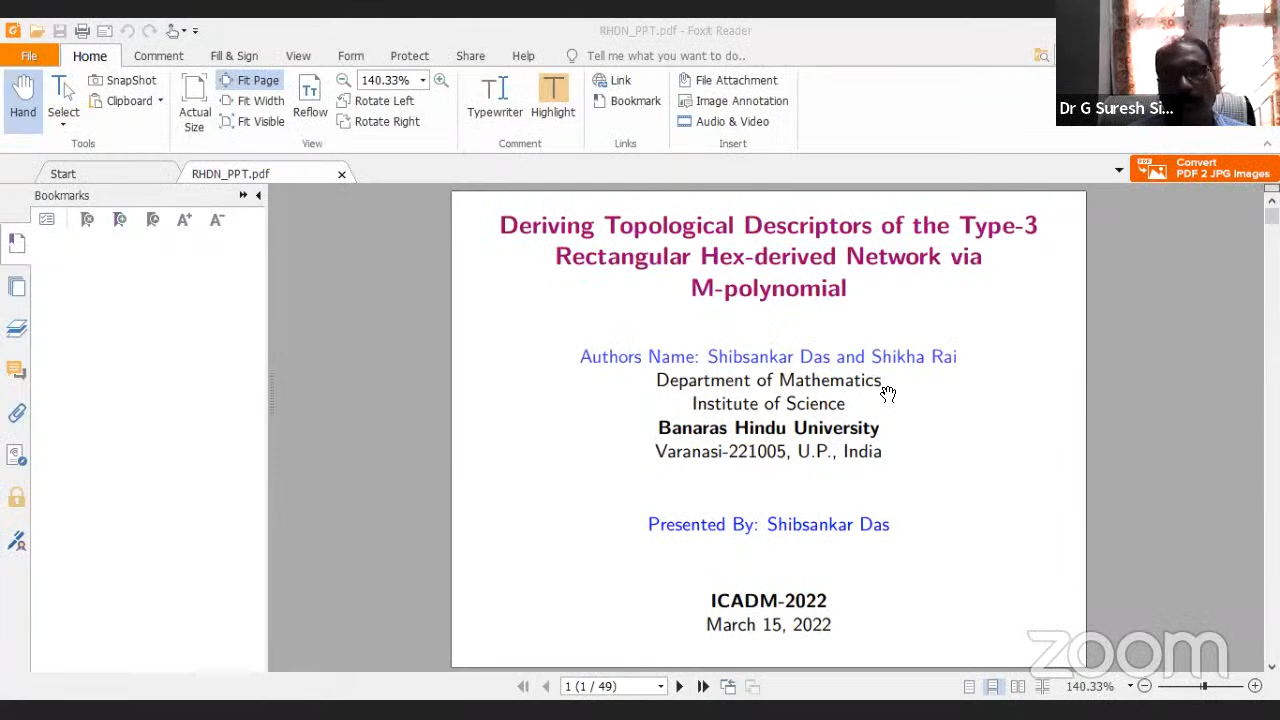 RHDN_PPT.pdf - Foxit Reader
File Home Comment Fill & Sign View Form Protect Share Help Tell me what you want to do..
Hand Select SnapShot Clipboard
Tools
Actual Size Fit Page Fit Width Fit Visible Reflow 140.33% Rotate Left Rotate Right
View
Typewriter Highlight
Comment
Link Bookmark
Links
File Attachment Image Annotation Audio & Video
Insert
Dr G Suresh Si...
Start RHDN_PPT.pdf
Convert
PDF 2 JPG Images
Bookmarks
Deriving Topological Descriptors of the Type-3
Rectangular Hex-derived Network via
M-polynomial
Authors Name: Shibsankar Das and Shikha Rai
Department of Mathematics
Institute of Science
Banaras Hindu University
Varanasi-221005, U.P., India
Presented By: Shibsankar Das
ICADM-2022
March 15, 2022
zoom
1 (1 / 49) 140.33%